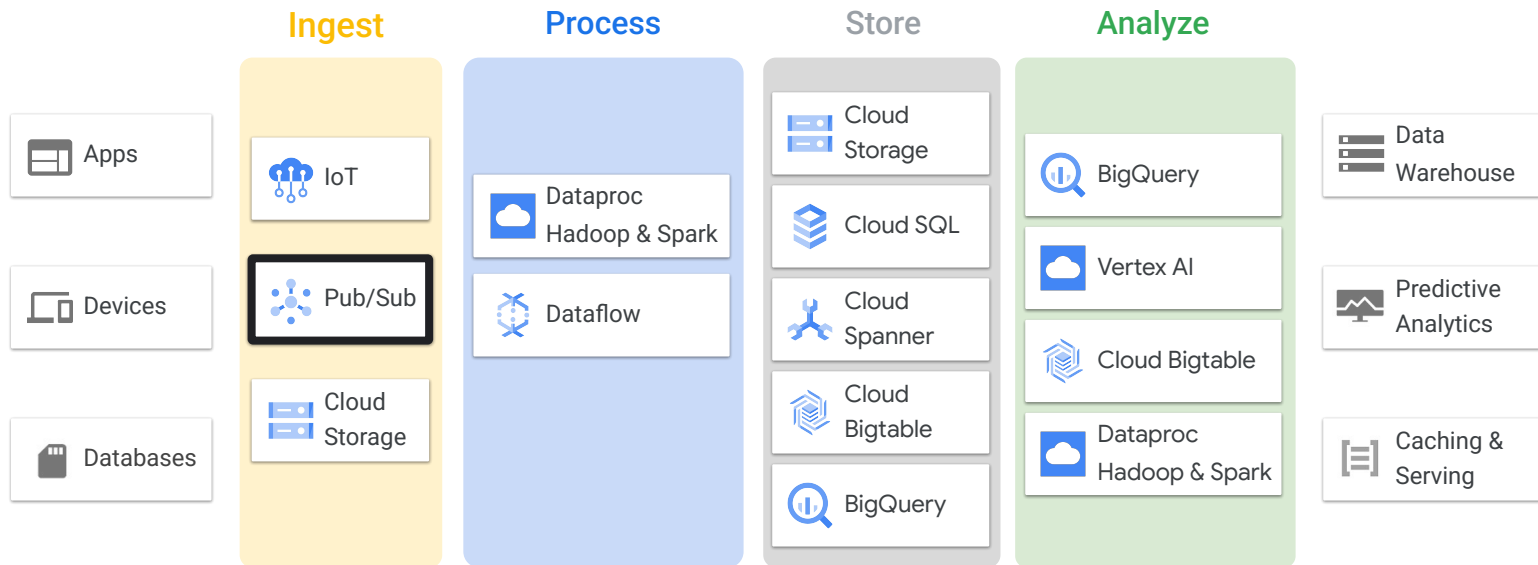 Ingest
Process
Store
Analyze
Apps
Devices
Databases
IoT
Pub/Sub
Cloud
Storage
Dataproc
Hadoop & Spark
Dataflow
Cloud
Storage
Cloud SQL
Cloud
Spanner
Cloud
Bigtable
BigQuery
BigQuery
Vertex AI
Cloud Bigtable
Dataproc
Hadoop & Spark
Data
Warehouse
Predictive
Analytics
Caching &
Serving